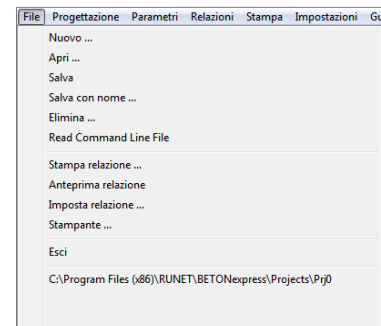 File Progettazione Parametri Relazioni Stampa Impostazioni
Nuovo ...
Apri ...
Salva
Salva con nome ...
Elimina ...
Read Command Line File
Stampa relazione ...
Anteprima relazione
Imposta relazione ...
Stampante ...
Esci
C:\Program Files (x86)\RUNET\BETONexpress\Projects\Prj0